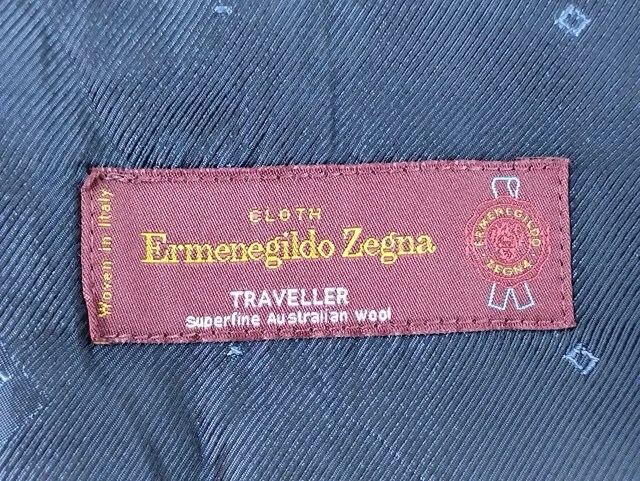 Woven in Italy
CLOTH
Ermenegildo Zegna
TRAVELLER
Superfine Australian Wool
ERMENEGILDO
ZEGNA